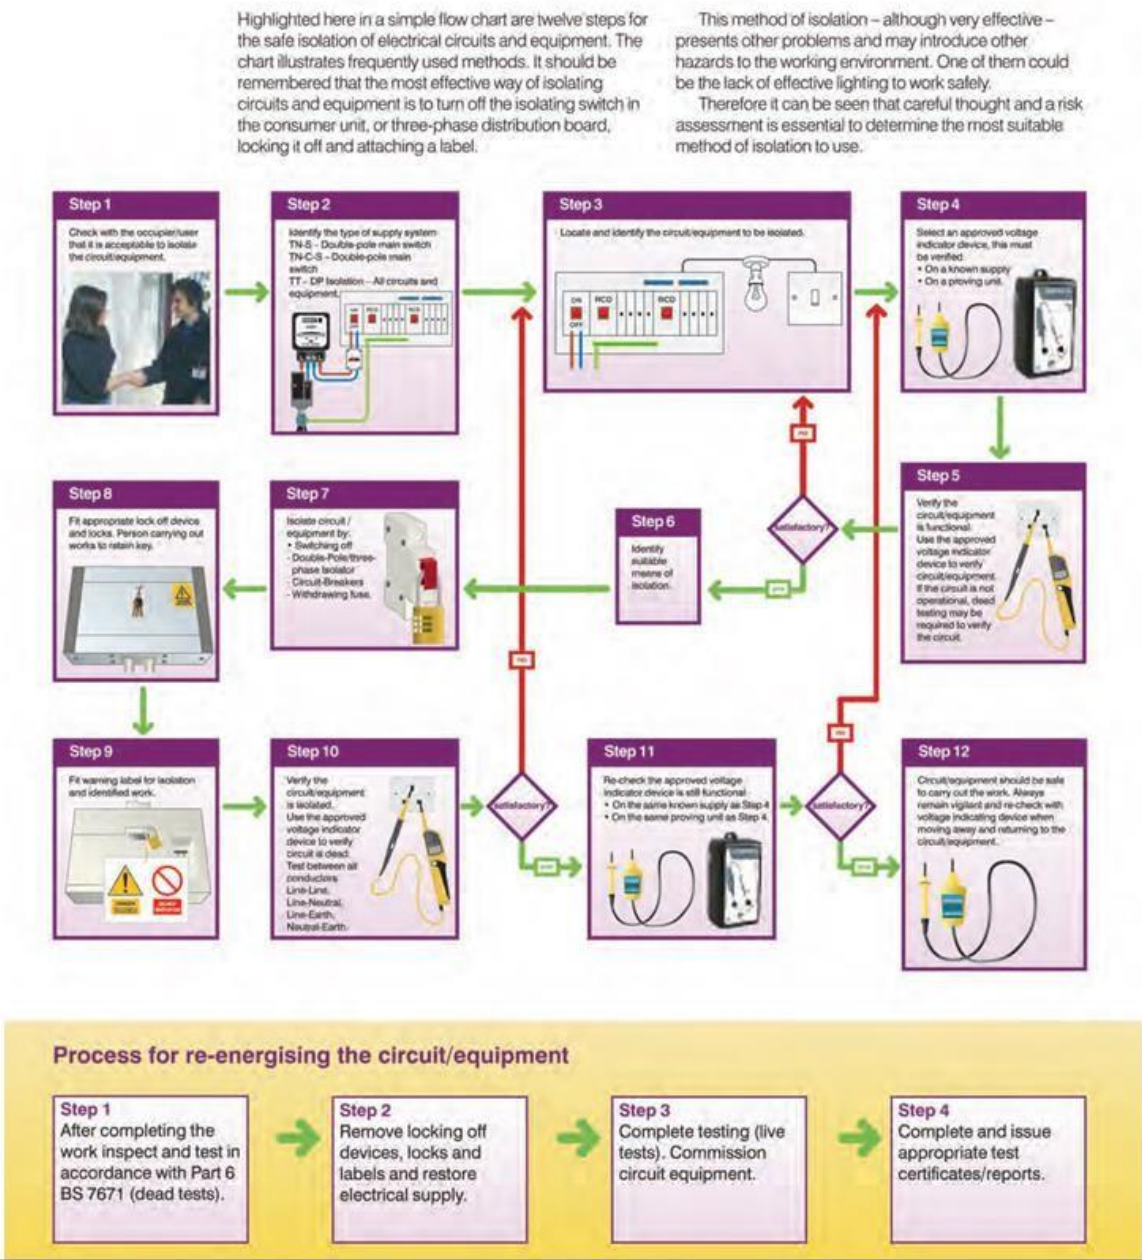 Highlighted here in a simple flow chart are twelve steps for
the safe isolation of electrical circuits and equipment. The
chart illustrates frequently used methods. It should be
remembered that the most effective way of isolating
circuits and equipment is to turn off the isolating switch in
the consumer unit, or three-phase distribution board,
locking it off and attaching a label.
This method of isolation – although very effective –
presents other problems and may introduce other
hazards to the working environment. One of them could
be the lack of effective lighting to work safely.
Therefore it can be seen that careful thought and a risk
assessment is essential to determine the most suitable
method of isolation to use.
Step 1
Check with the occupier/user
that it is acceptable to isolate
the circuit/equipment.
Step 2
Identify the type of supply system
TN-S – Double-pole main switch
TN-C-S – Double-pole main
switch
TT – DP Isolation – All circuits and
equipment.
RCD
RCD
Step 3
Locate and identify the circuit/equipment to be isolated.
ON
RCD
RCD
OFF
Step 4
Select an approved voltage
indicator device, this must
be verified:
• On a known supply
• On a proving unit.
Step 5
Verify the
circuit/equipment
is functional.
Use the approved
voltage indicator
device to verify
circuit/equipment.
If the circuit is not
operational, dead
testing may be
required to verify
the circuit.
satisfactory?
Step 6
Identify
suitable
means of
isolation.
Step 7
Isolate circuit /
equipment by:
• Switching off
- Double-Pole/three-
phase Isolator
- Circuit-Breakers
- Withdrawing fuse.
Step 8
Fit appropriate lock off device
and locks. Person carrying out
works to retain key.
Step 9
Fit warning label for isolation
and identified work.
Step 10
Verify the
circuit/equipment
is isolated.
Use the approved
voltage indicator
device to verify
circuit is dead:
Test between all
conductors
Line-Line,
Line-Neutral,
Line-Earth,
Neutral-Earth.
satisfactory?
Step 11
Re-check the approved voltage
indicator device is still functional
• On the same known supply as Step 4
• On the same proving unit as Step 4.
satisfactory?
Step 12
Circuit/equipment should be safe
to carry out the work. Always
remain vigilant and re-check with
voltage indicating device when
moving away and returning to the
circuit/equipment.
Process for re-energising the circuit/equipment
Step 1
After completing the
work inspect and test in
accordance with Part 6
BS 7671 (dead tests).
Step 2
Remove locking off
devices, locks and
labels and restore
electrical supply.
Step 3
Complete testing (live
tests). Commission
circuit equipment.
Step 4
Complete and issue
appropriate test
certificates/reports.